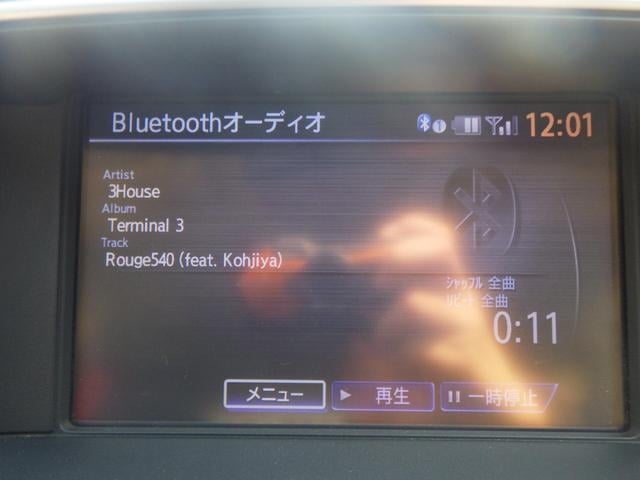 Bluetoothオーディオ 1 12:01
Artist
3House
Album
Terminal 3
Track
Rouge540 (feat. Kohjiya)
ｼｬｯﾌﾙ 全曲
ﾘﾋﾟｰﾄ 全曲
0:11
メニュー 再生 一時停止